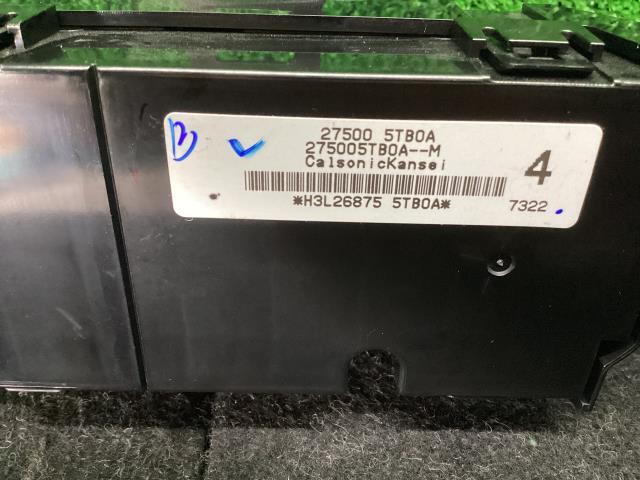 27500 5TB0A
275005TB0A--M
CalsonicKansei
4
*H3L26875 5TB0A*
7322